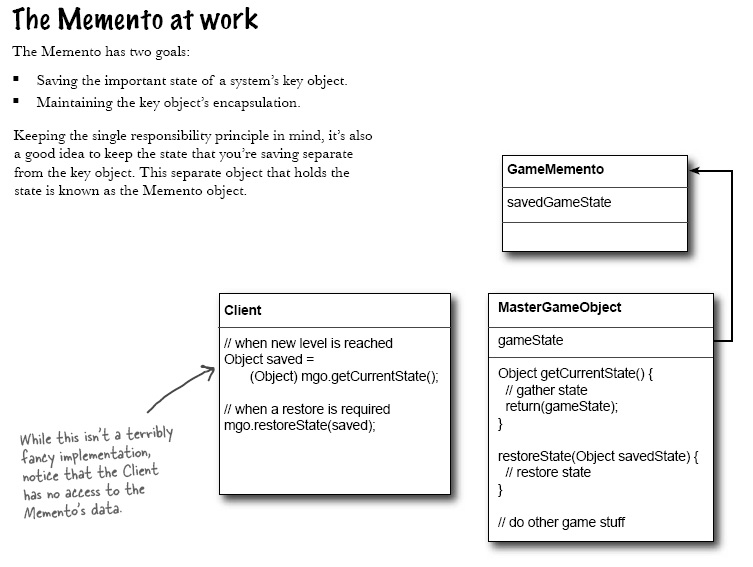 The Memento at work
The Memento has two goals:
▪ Saving the important state of a system's key object.
▪ Maintaining the key object's encapsulation.
Keeping the single responsibility principle in mind, it's also
a good idea to keep the state that you're saving separate
from the key object. This separate object that holds the
state is known as the Memento object.
GameMemento
savedGameState
Client
// when new level is reached
Object saved =
(Object) mgo.getCurrentState();
// when a restore is required
mgo.restoreState(saved);
MasterGameObject
gameState
Object getCurrentState() {
// gather state
return(gameState);
}
restoreState(Object savedState) {
// restore state
}
// do other game stuff
While this isn't a terribly
fancy implementation,
notice that the Client
has no access to the
Memento's data.